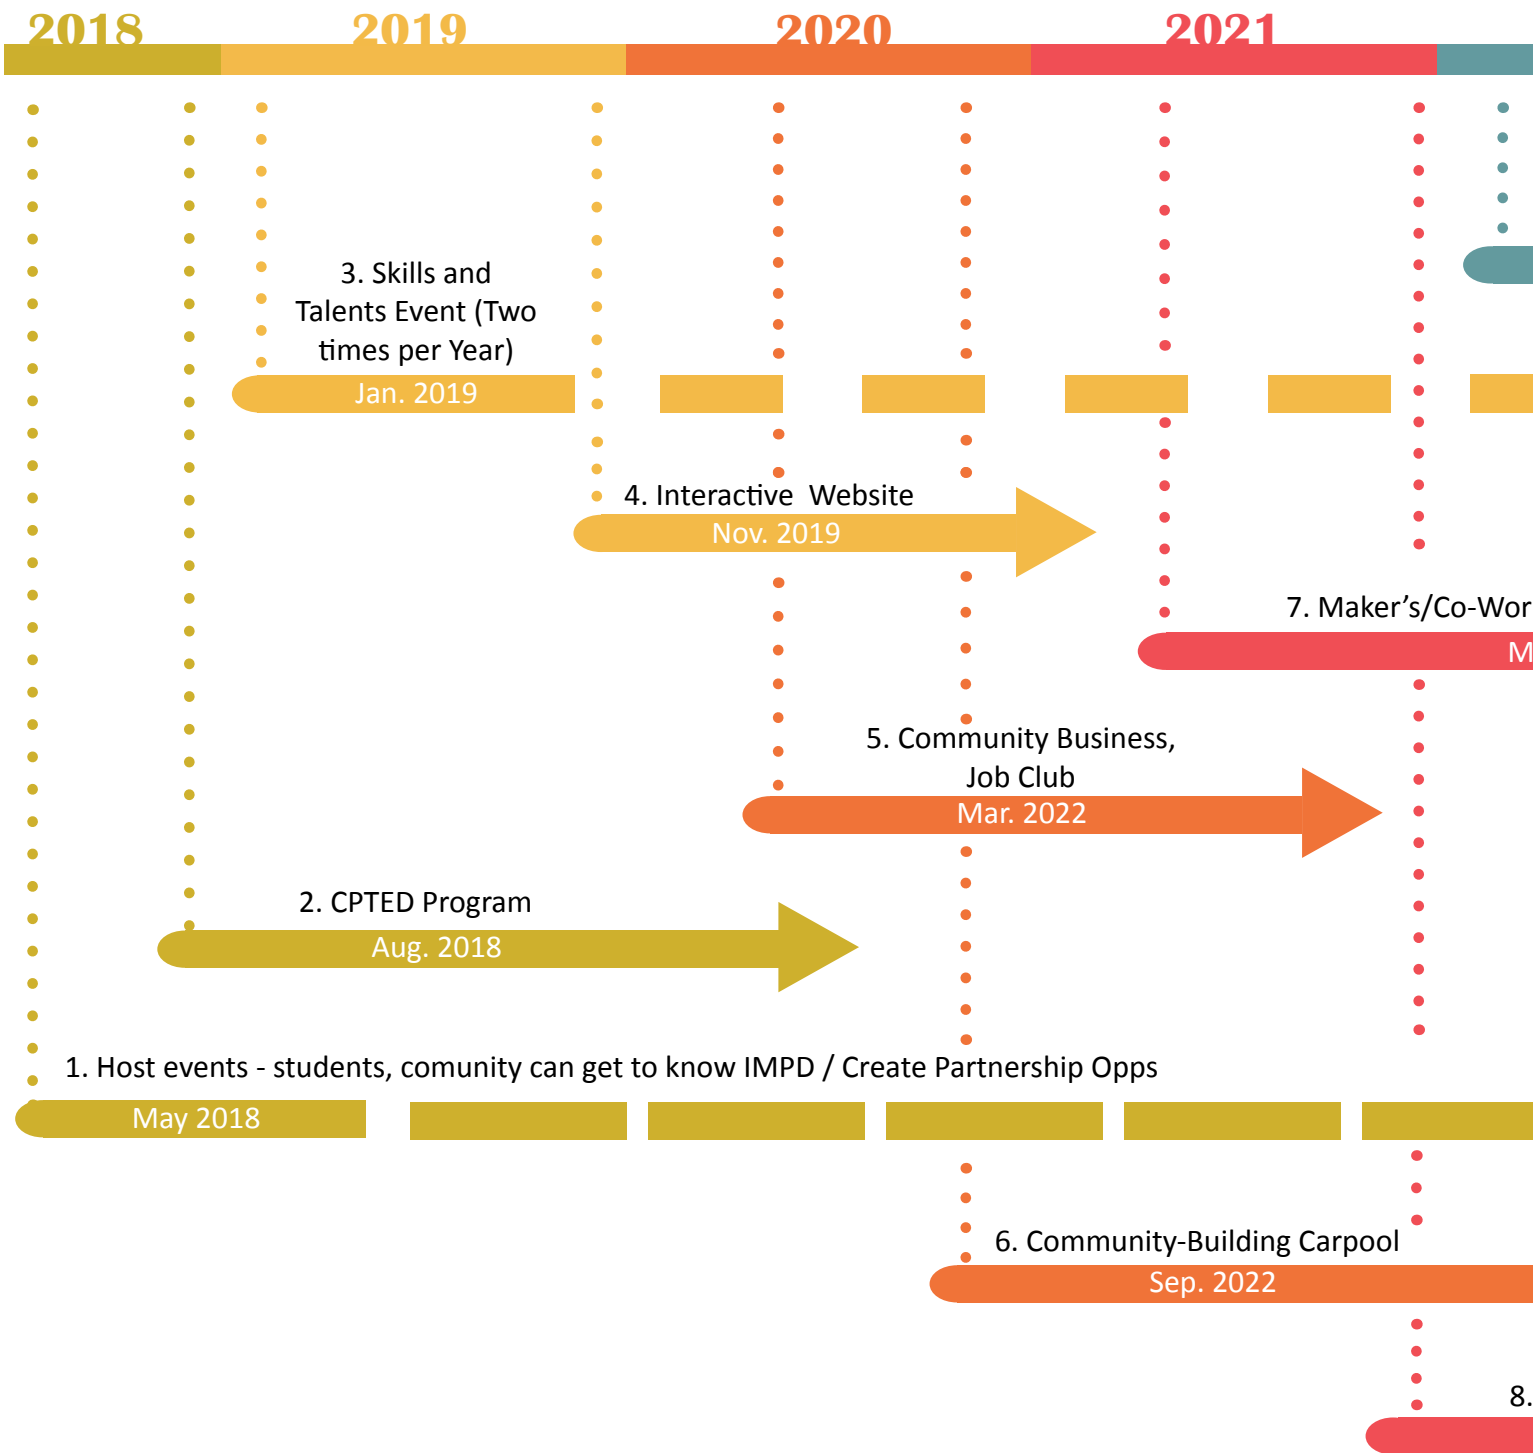 2018 2019 2020 2021
3. Skills and
Talents Event (Two
times per Year)
Jan. 2019
4. Interactive Website
Nov. 2019
7. Maker's/Co-Wor
M
5. Community Business,
Job Club
Mar. 2022
2. CPTED Program
Aug. 2018
1. Host events - students, comunity can get to know IMPD / Create Partnership Opps
May 2018
6. Community-Building Carpool
Sep. 2022
8.